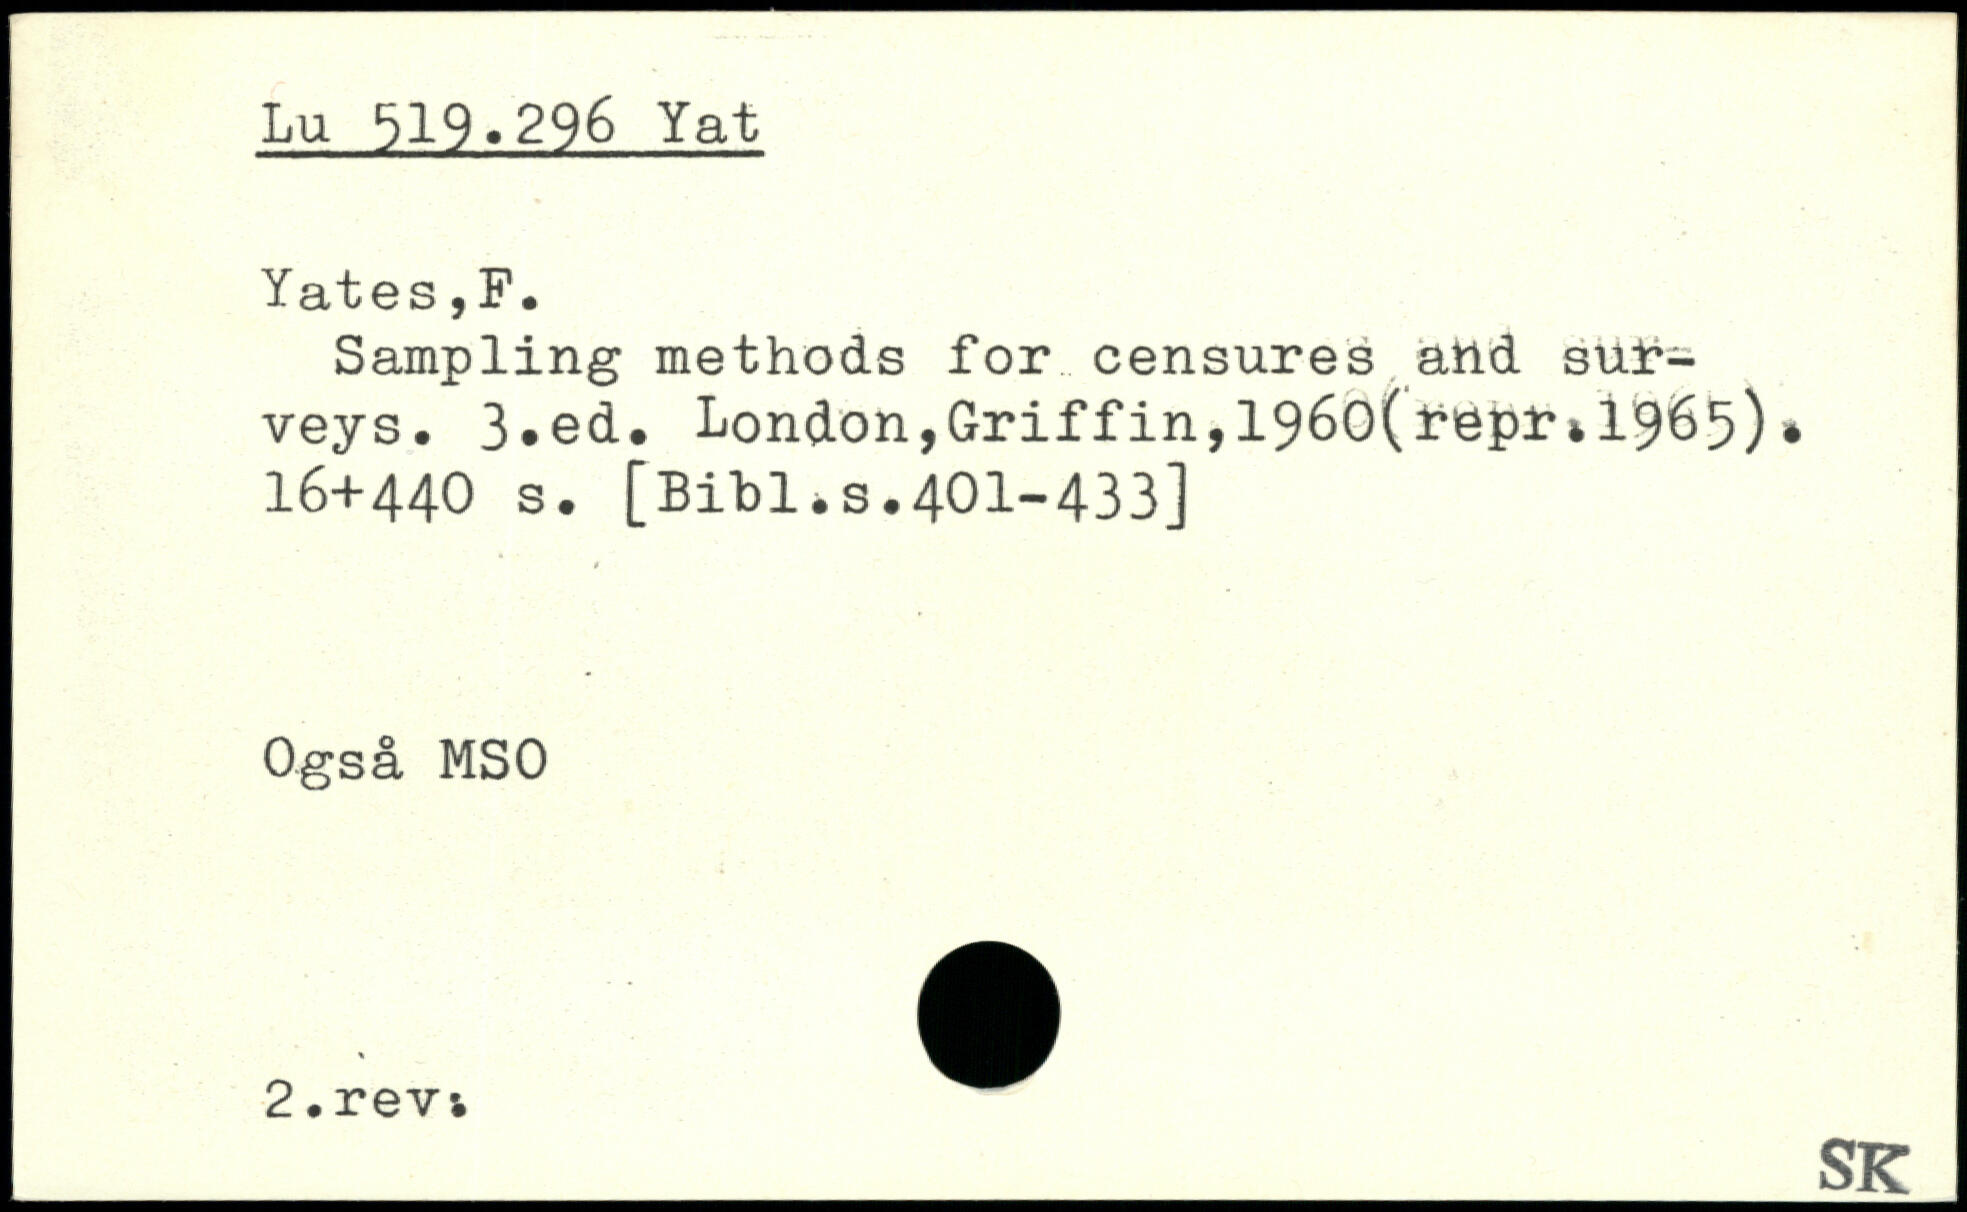 Lu 519.296 Yat
Yates,F.
Sampling methods for censures and sur-
veys. 3.ed. London,Griffin,1960(repr.1965).
16+440 s. [Bibl.s.401-433]
Også MSO
2.rev.
SK